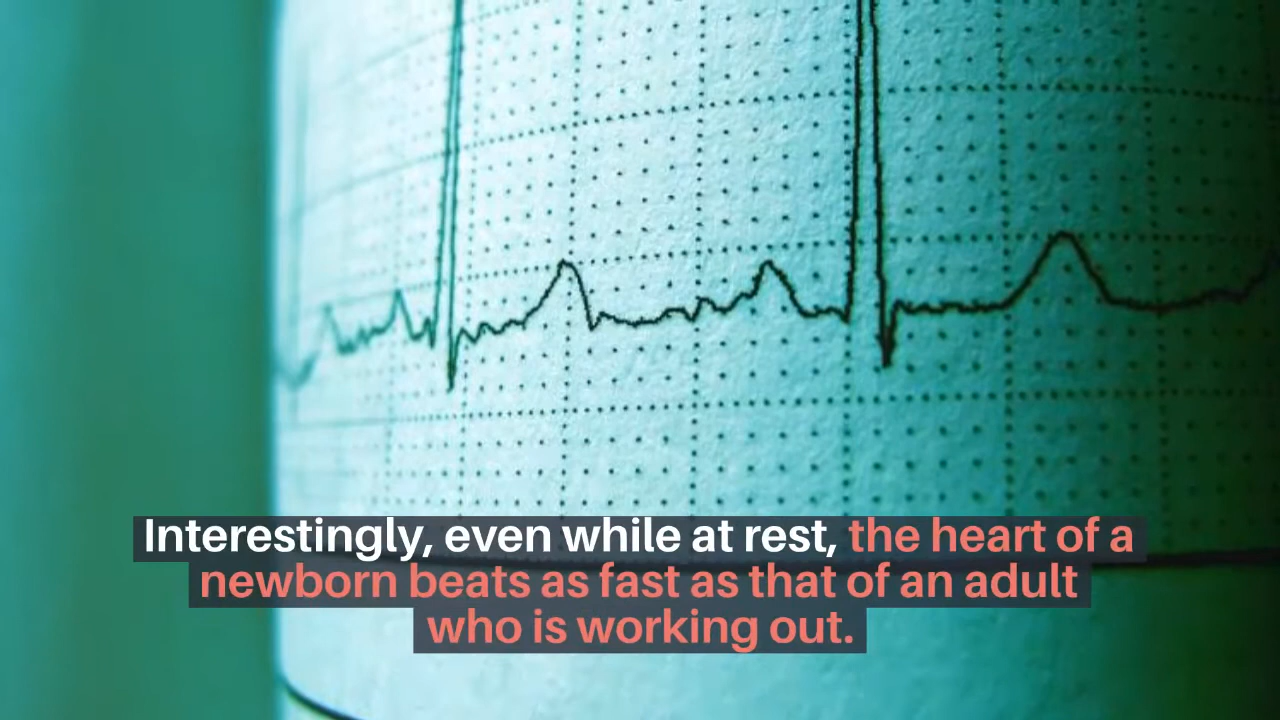 Interestingly, even while at rest, the heart of a
newborn beats as fast as that of an adult
who is working out.